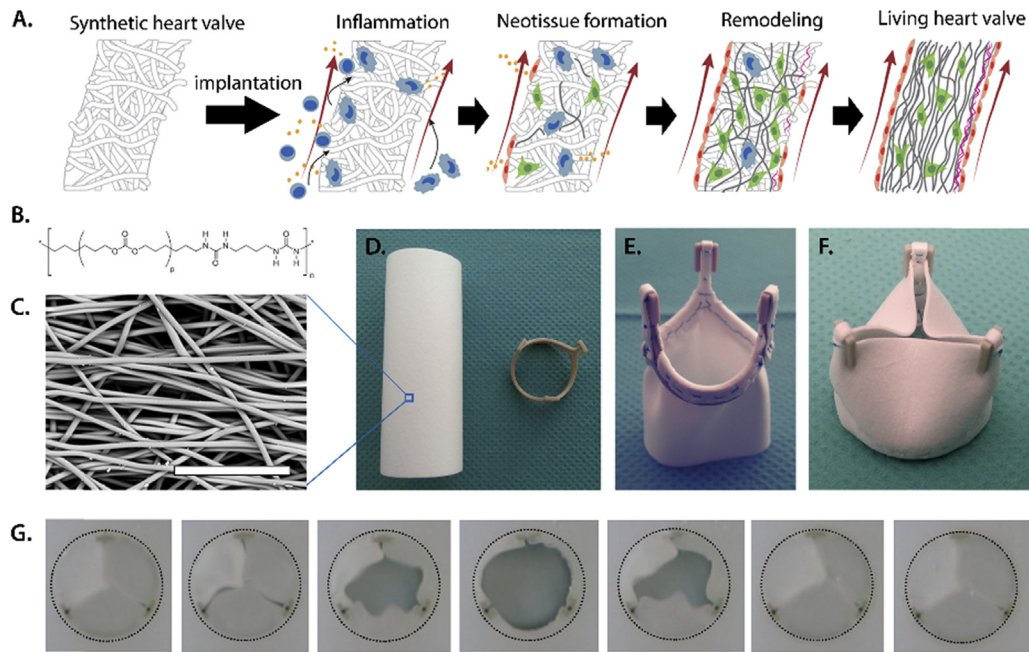 A.
Synthetic heart valve
implantation
Inflammation
Neotissue formation
Remodeling
Living heart valve
B.
O
O
O
p
N
H
O
N
H
N
H
O
N
H
n
C.
D.
E.
F.
G.